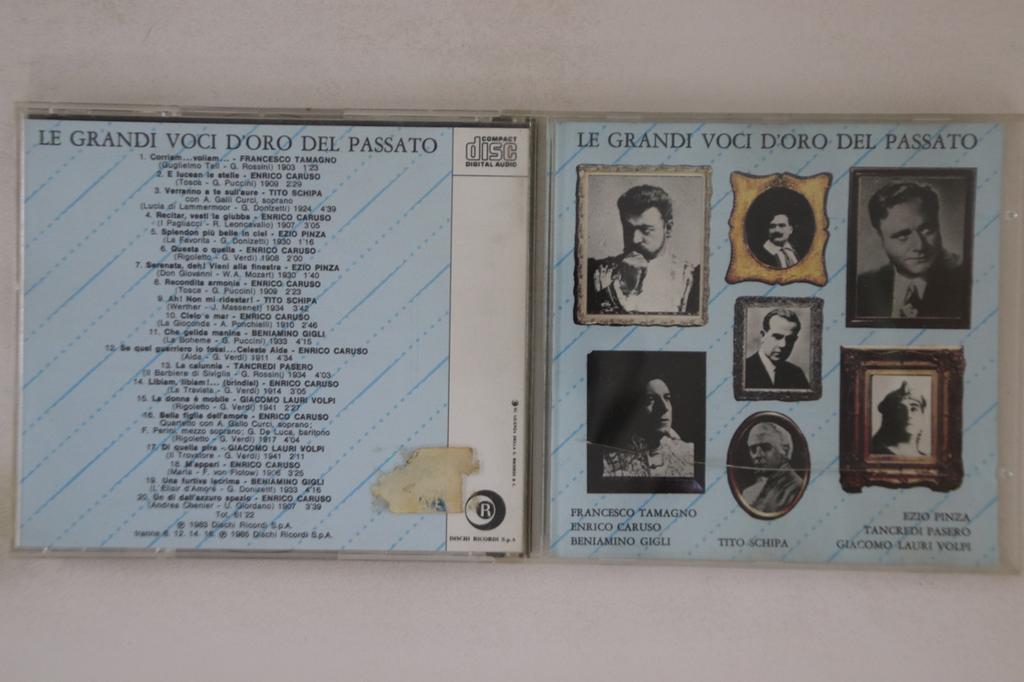 LE GRANDI VOCI D'ORO DEL PASSATO
1. Corriam...voliam... - FRANCESCO TAMAGNO
(Guglielmo Tell - G. Rossini) 1903 1'23
2. E lucean le stelle - ENRICO CARUSO
(Tosca - G. Puccini) 1909 2'29
3. Verranno a te sull'aure - TITO SCHIPA
con A. Galli Curci, soprano
(Lucia di Lammermoor - G. Donizetti) 1924 4'39
4. Recitar, vesti la giubba - ENRICO CARUSO
(I Pagliacci - R. Leoncavallo) 1907 3'05
5. Splendon più belle in ciel - EZIO PINZA
(La Favorita - G. Donizetti) 1930 1'16
6. Questa o quella - ENRICO CARUSO
(Rigoletto - G. Verdi) 1908 2'00
7. Serenata, deh! Vieni alla finestra - EZIO PINZA
(Don Giovanni - W.A. Mozart) 1930 1'40
8. Recondita armonia - ENRICO CARUSO
(Tosca - G. Puccini) 1909 2'23
9. Ah! Non mi ridestar! - TITO SCHIPA
(Werther - J. Massenet) 1934 3'42
10. Cielo e mar - ENRICO CARUSO
(La Gioconda - A. Ponchielli) 1910 2'46
11. Che gelida manina - BENIAMINO GIGLI
(La Boheme - G. Puccini) 1933 4'15
12. Se quel guerriero io fossi...Celeste Aida - ENRICO CARUSO
(Aida - G. Verdi) 1911 4'34
13. La calunnia - TANCREDI PASERO
(Il Barbiere di Siviglia - G. Rossini) 1934 4'03
14. Libiam, libiam!... (brindisi) - ENRICO CARUSO
(La Traviata - G. Verdi) 1914 3'05
15. La donna è mobile - GIACOMO LAURI VOLPI
(Rigoletto - G. Verdi) 1941 2'27
16. Bella figlia dell'amore - ENRICO CARUSO
Quartetto con A. Gallo Curci, soprano;
F. Perini, mezzo soprano; G. De Luca, baritono
(Rigoletto - G. Verdi) 1917 4'04
17. Di quella pira - GIACOMO LAURI VOLPI
(Il Trovatore - G. Verdi) 1941 2'11
18. M'appari - ENRICO CARUSO
(Marta - F. von Flotow) 1906 3'25
19. Una furtiva lacrima - BENIAMINO GIGLI
(L'Elisir d'Amore - G. Donizetti) 1933 4'16
20. Un dì dall'azzurro spazio - ENRICO CARUSO
(Andrea Chenier - U. Giordano) 1907 3'39
Tot. 61'22
℗ 1983 Dischi Ricordi S.p.A.
tranne 6. 12. 14. 16. ℗ 1985 Dischi Ricordi S.p.A.
COMPACT
disc
DIGITAL AUDIO
R
DISCHI RICORDI S.p.A
LE GRANDI VOCI D'ORO DEL PASSATO
FRANCESCO TAMAGNO
ENRICO CARUSO
BENIAMINO GIGLI
TITO SCHIPA
EZIO PINZA
TANCREDI PASERO
GIACOMO LAURI VOLPI